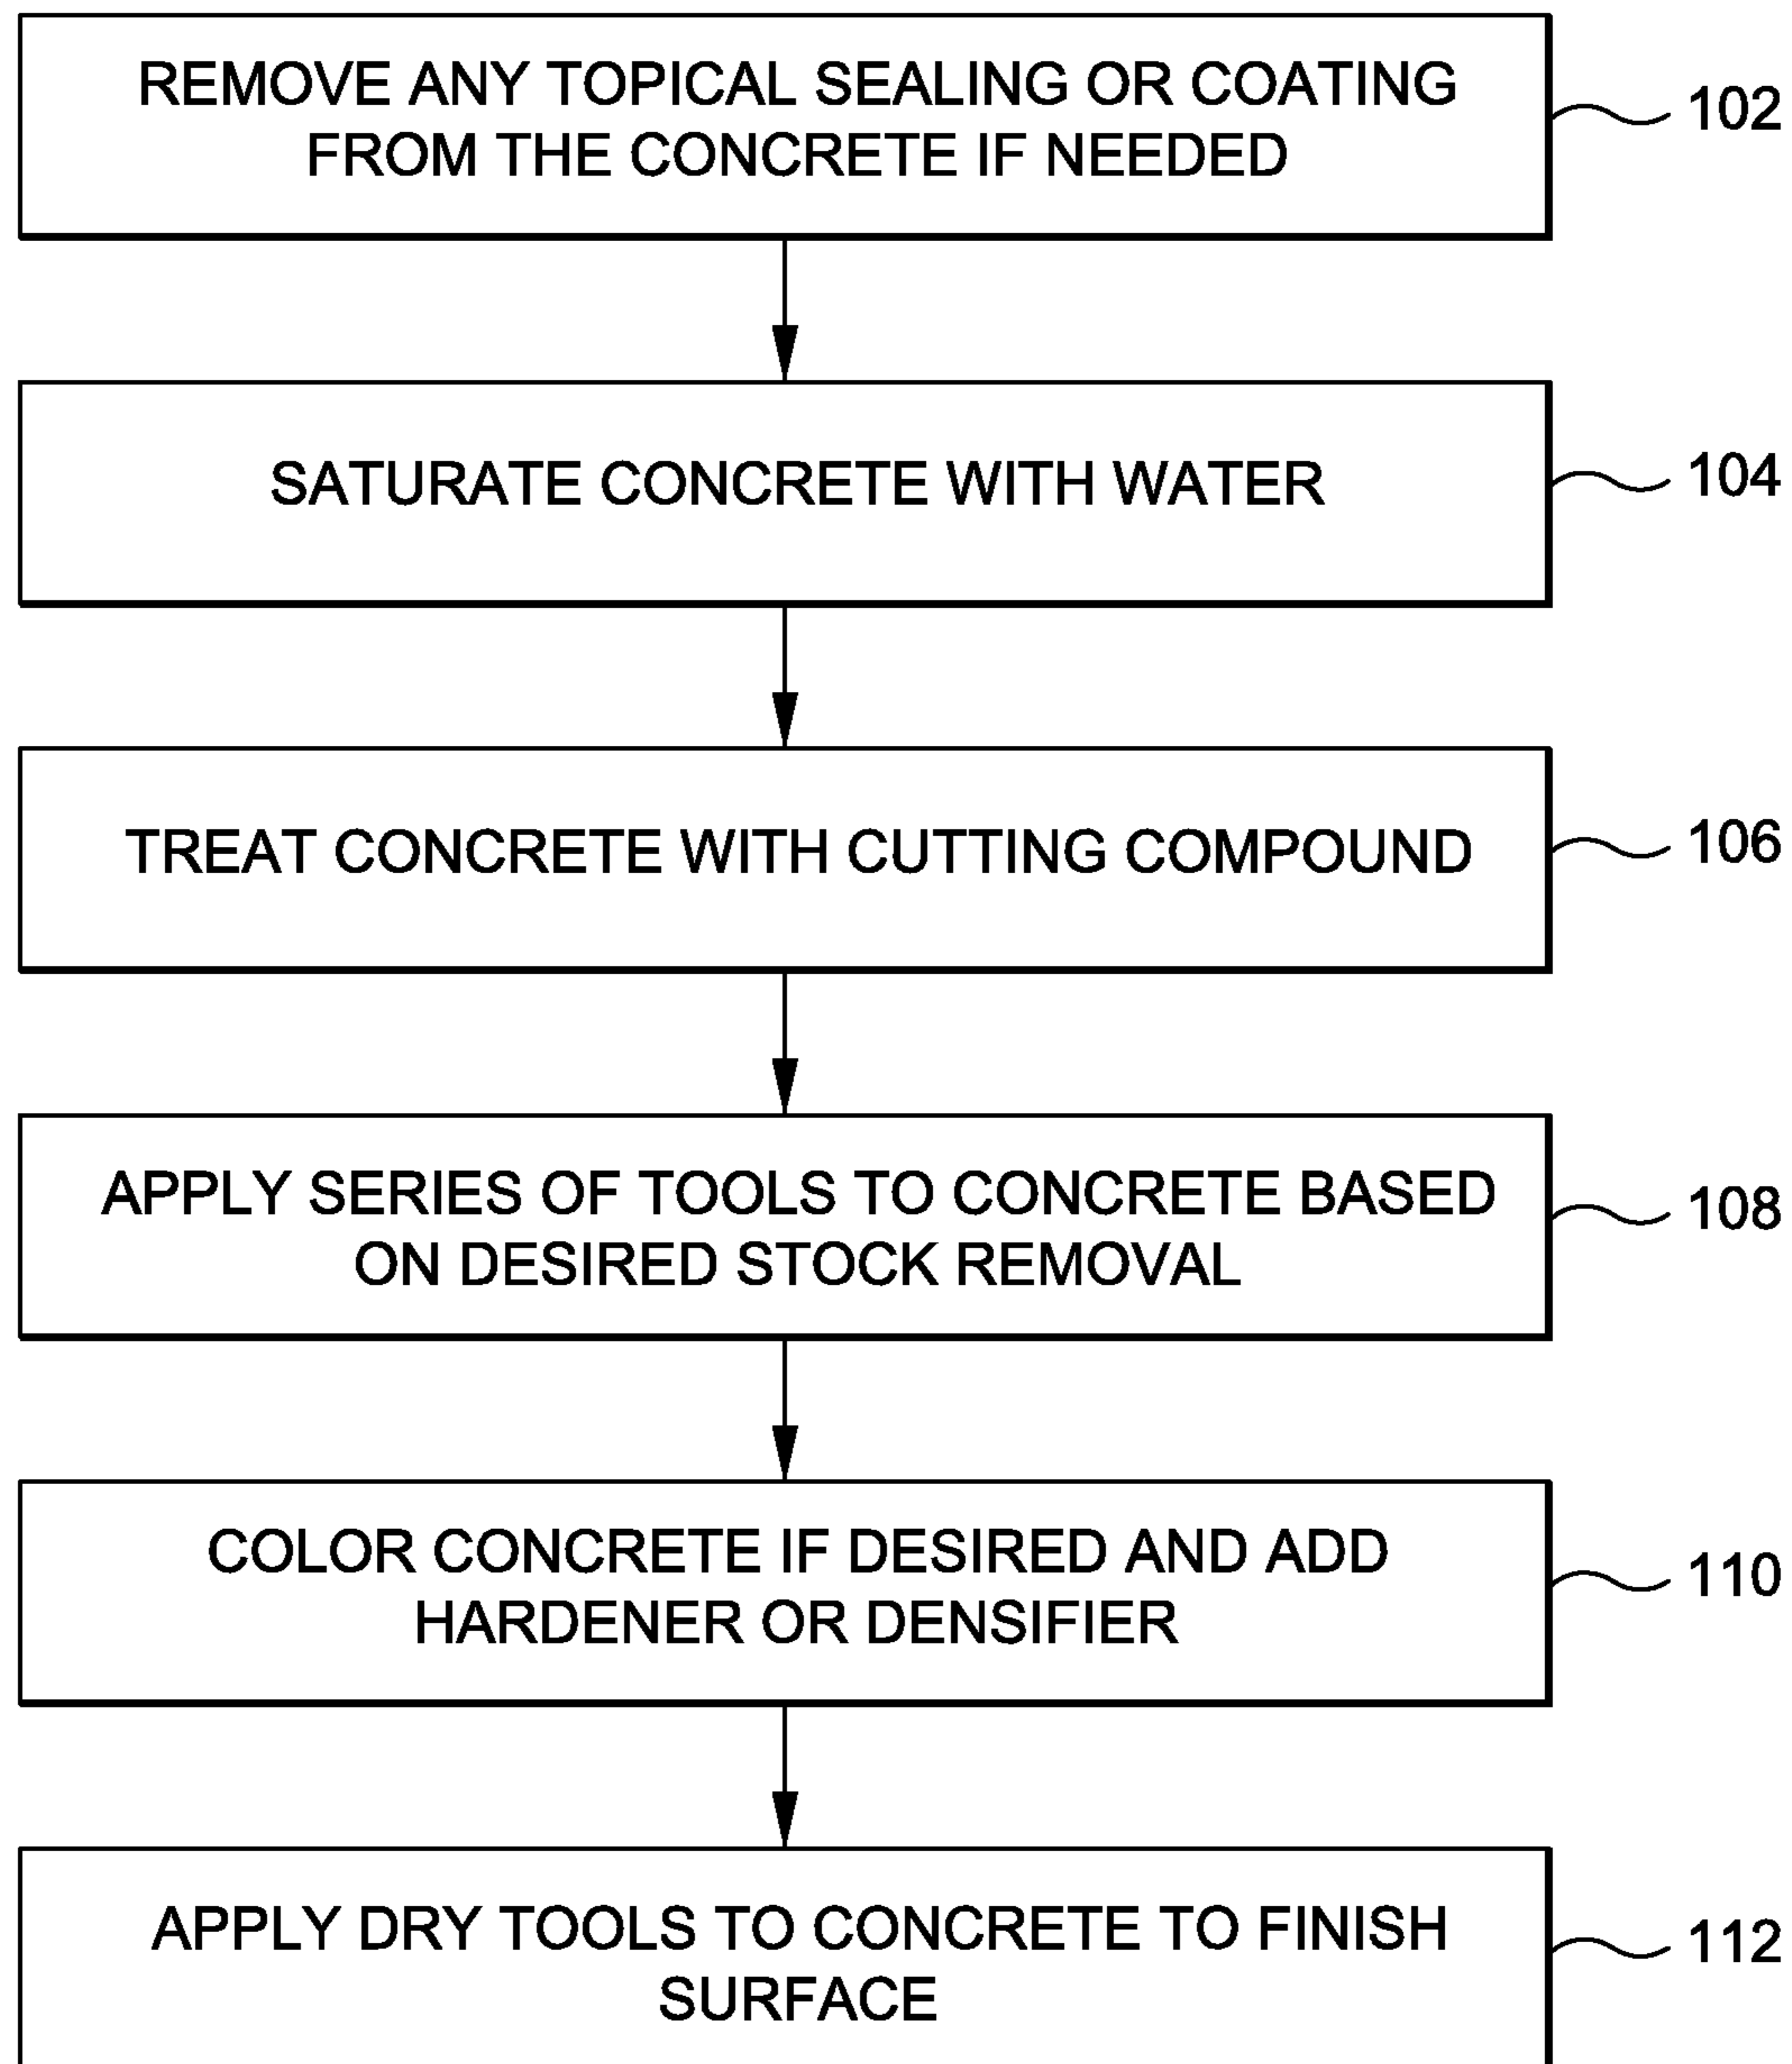 REMOVE ANY TOPICAL SEALING OR COATING
FROM THE CONCRETE IF NEEDED
102
SATURATE CONCRETE WITH WATER
104
TREAT CONCRETE WITH CUTTING COMPOUND
106
APPLY SERIES OF TOOLS TO CONCRETE BASED
ON DESIRED STOCK REMOVAL
108
COLOR CONCRETE IF DESIRED AND ADD
HARDENER OR DENSIFIER
110
APPLY DRY TOOLS TO CONCRETE TO FINISH
SURFACE
112